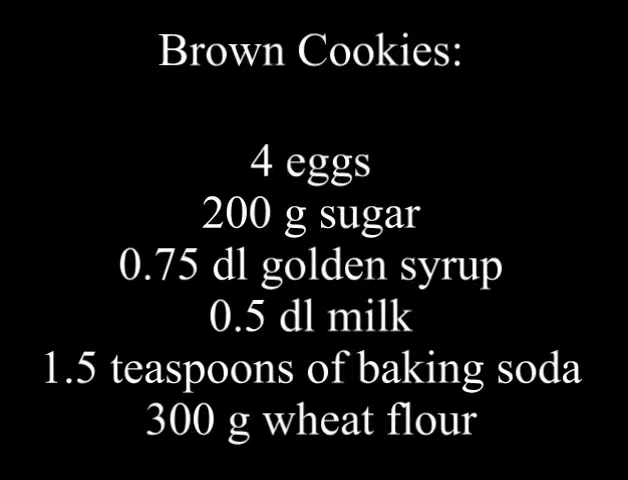 Brown Cookies:
4 eggs
200 g sugar
0.75 dl golden syrup
0.5 dl milk
1.5 teaspoons of baking soda
300 g wheat flour